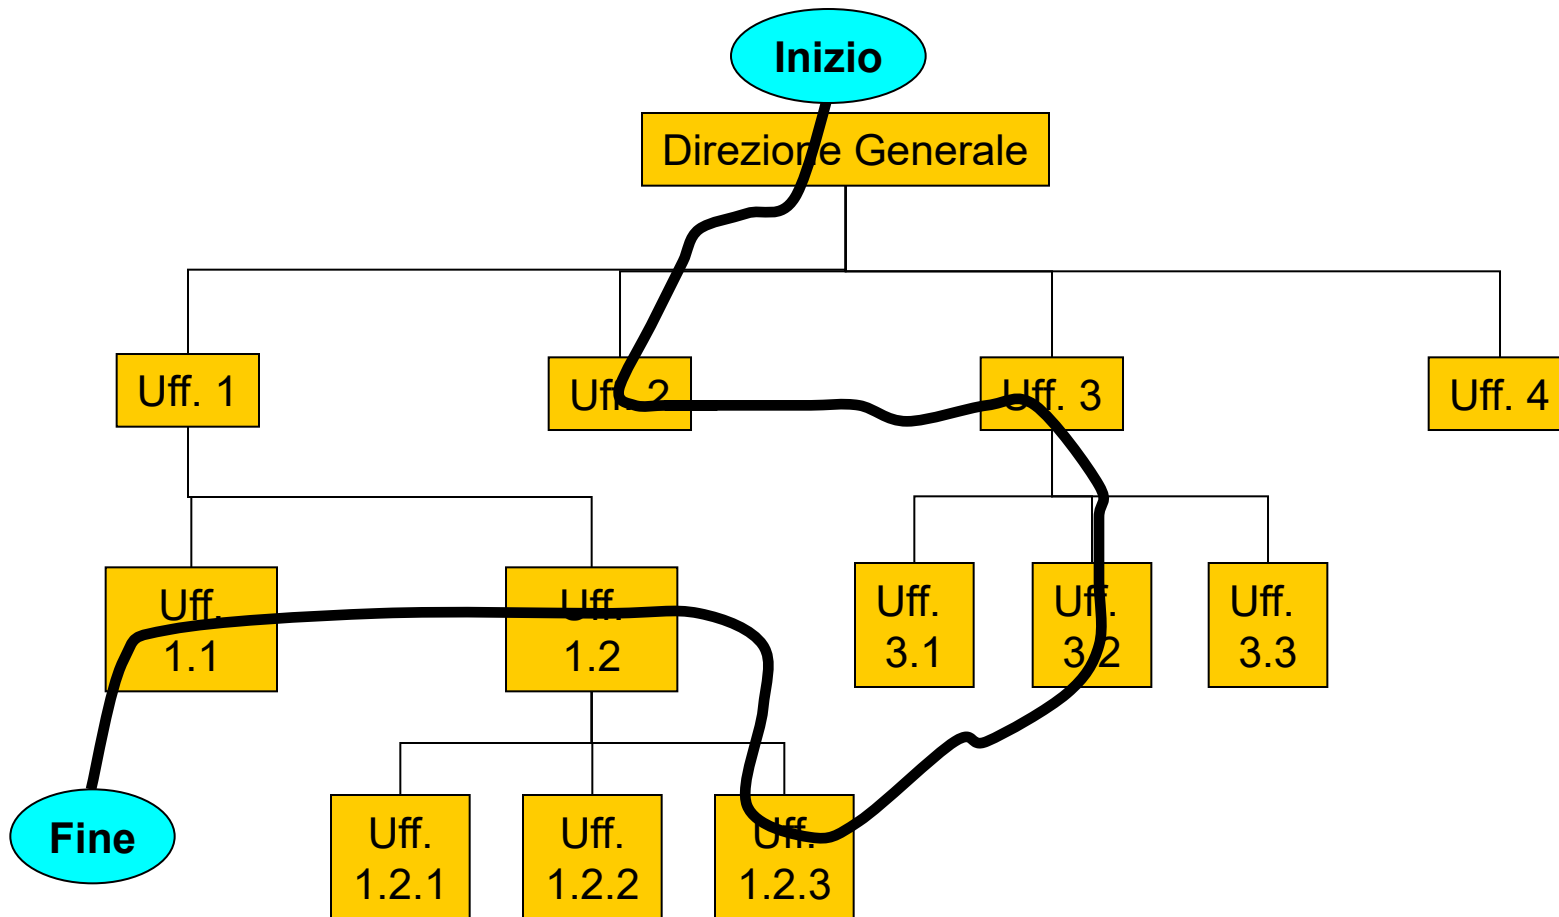 Inizio
Direzione Generale
Uff. 1
Uff. 2
Uff. 3
Uff. 4
Uff.
1.1
Uff.
1.2
Uff.
3.1
Uff.
3.2
Uff.
3.3
Fine
Uff.
1.2.1
Uff.
1.2.2
Uff.
1.2.3